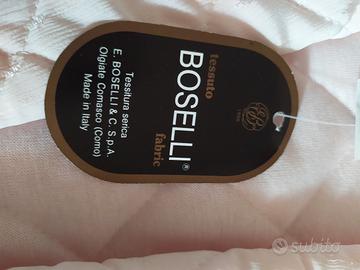 tessuto
BOSELLI®
fabric
Tessitura serica
E. BOSELLI & C. S.p.A.
Olgiate Comasco (Como)
Made in Italy
subito